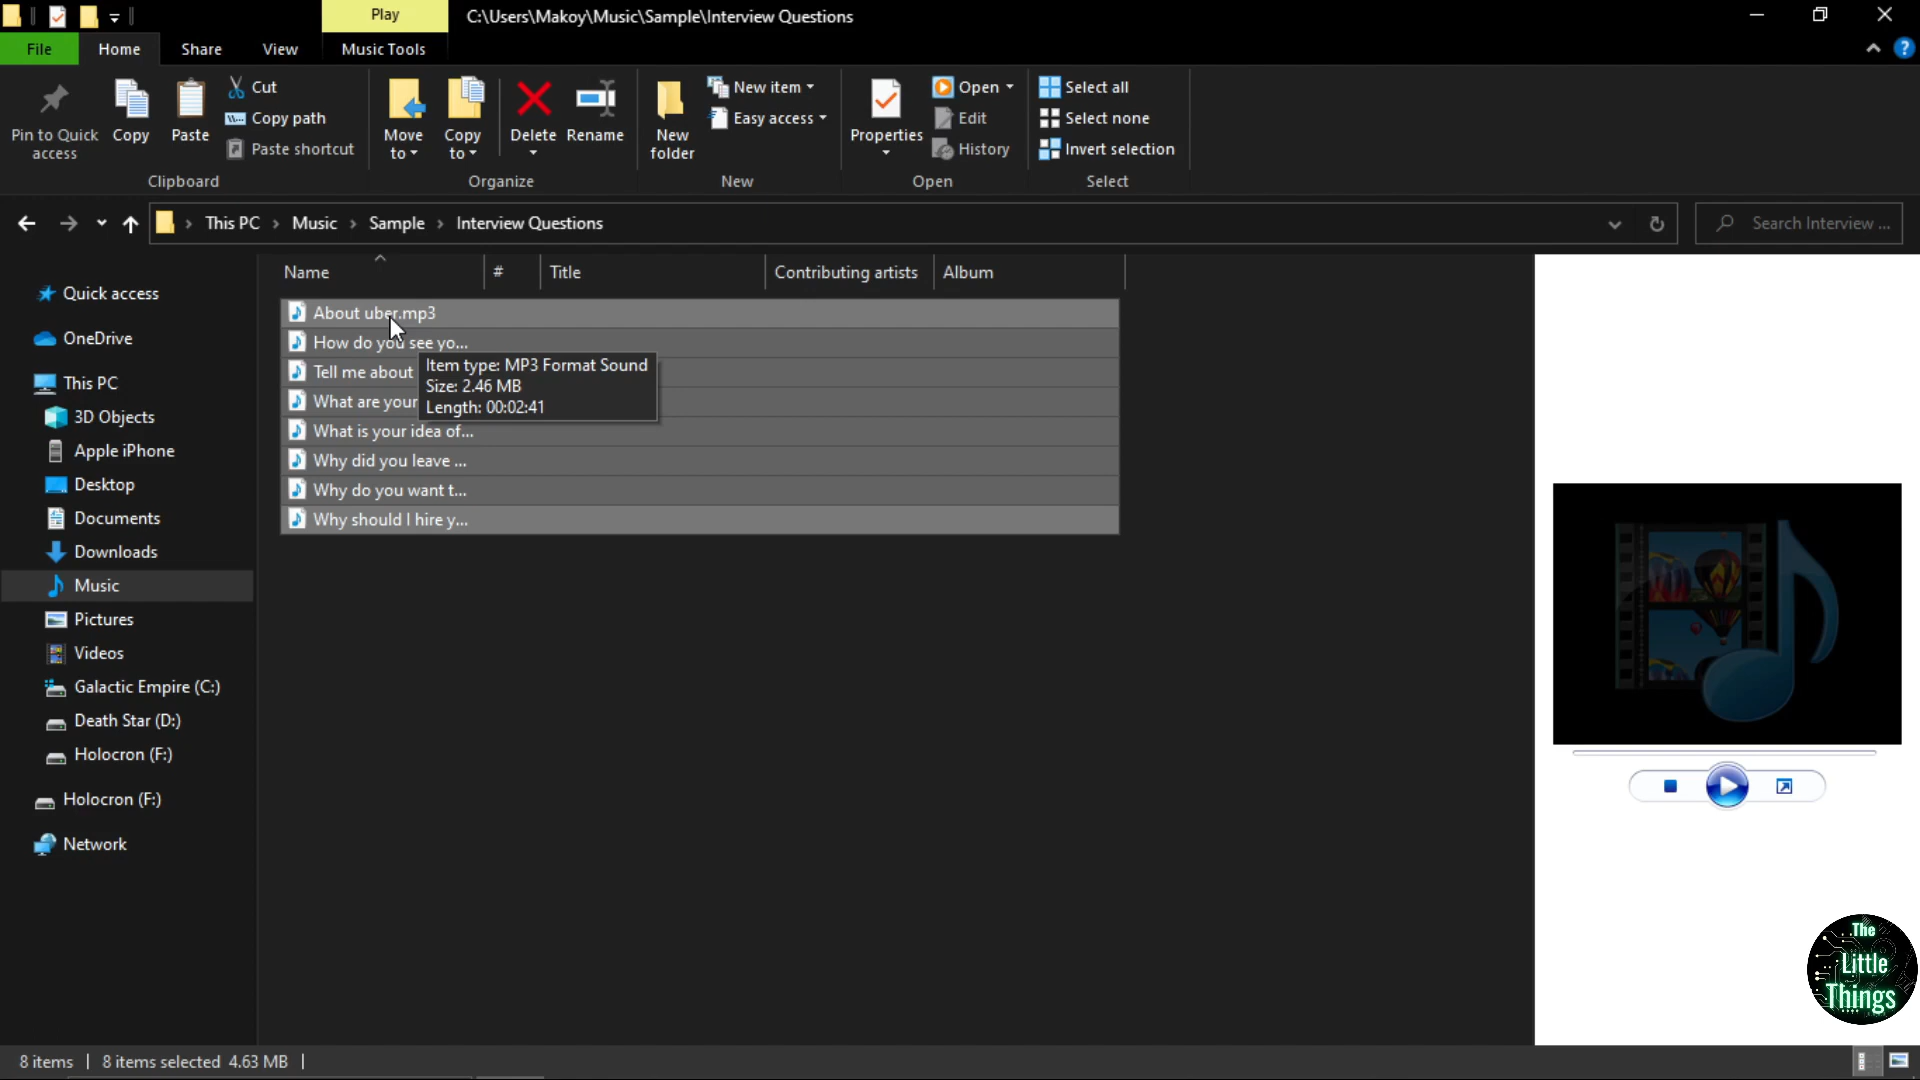 Play
C:\Users\Makoy\Music\Sample\Interview Questions
File
Home
Share
View
Music Tools
Pin to Quick access
Copy
Paste
Cut
Copy path
Paste shortcut
Clipboard
Move to
Copy to
Delete
Rename
Organize
New folder
New item
Easy access
New
Properties
Open
Edit
History
Open
Select all
Select none
Invert selection
Select
This PC
Music
Sample
Interview Questions
Search Interview ...
Quick access
OneDrive
This PC
3D Objects
Apple iPhone
Desktop
Documents
Downloads
Music
Pictures
Videos
Galactic Empire (C:)
Death Star (D:)
Holocron (F:)
Holocron (F:)
Network
Name
#
Title
Contributing artists
Album
About uber.mp3
How do you see yo...
Tell me about
What are your
What is your idea of...
Why did you leave ...
Why do you want t...
Why should I hire y...
Item type: MP3 Format Sound
Size: 2.46 MB
Length: 00:02:41
The
Little
Things
8 items
8 items selected 4.63 MB